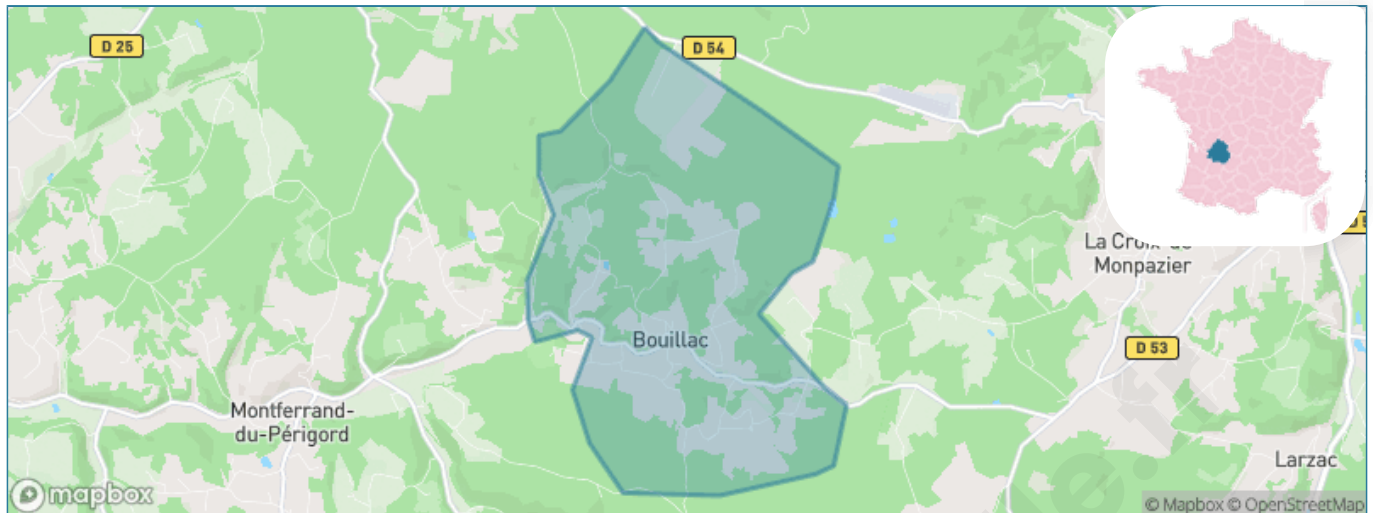 D 25
D 54
La Croix-de-
Monpazier
Bouillac
D 53
Montferrand-
du-Périgord
Larzac
mapbox
© Mapbox © OpenStreetMap